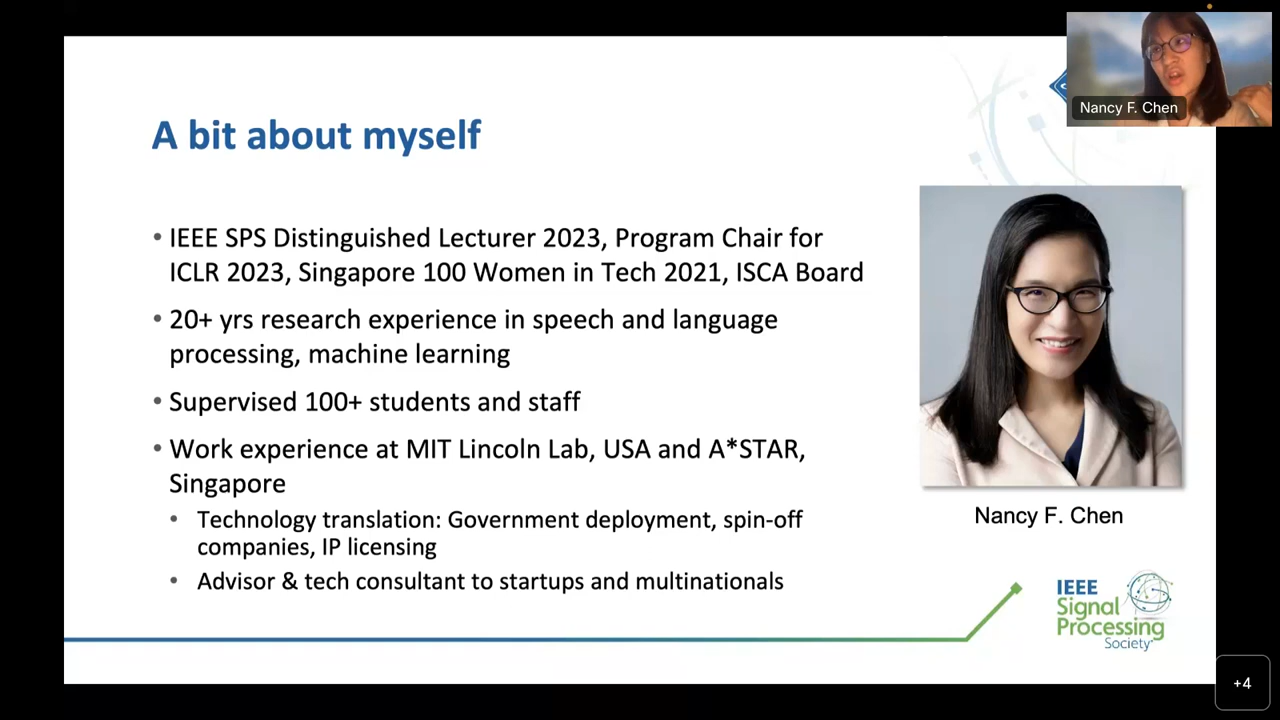 Nancy F. Chen
A bit about myself
• IEEE SPS Distinguished Lecturer 2023, Program Chair for
ICLR 2023, Singapore 100 Women in Tech 2021, ISCA Board
• 20+ yrs research experience in speech and language
processing, machine learning
• Supervised 100+ students and staff
• Work experience at MIT Lincoln Lab, USA and A*STAR,
Singapore
• Technology translation: Government deployment, spin-off
companies, IP licensing
• Advisor & tech consultant to startups and multinationals
Nancy F. Chen
IEEE
Signal
Processing
Society
+4